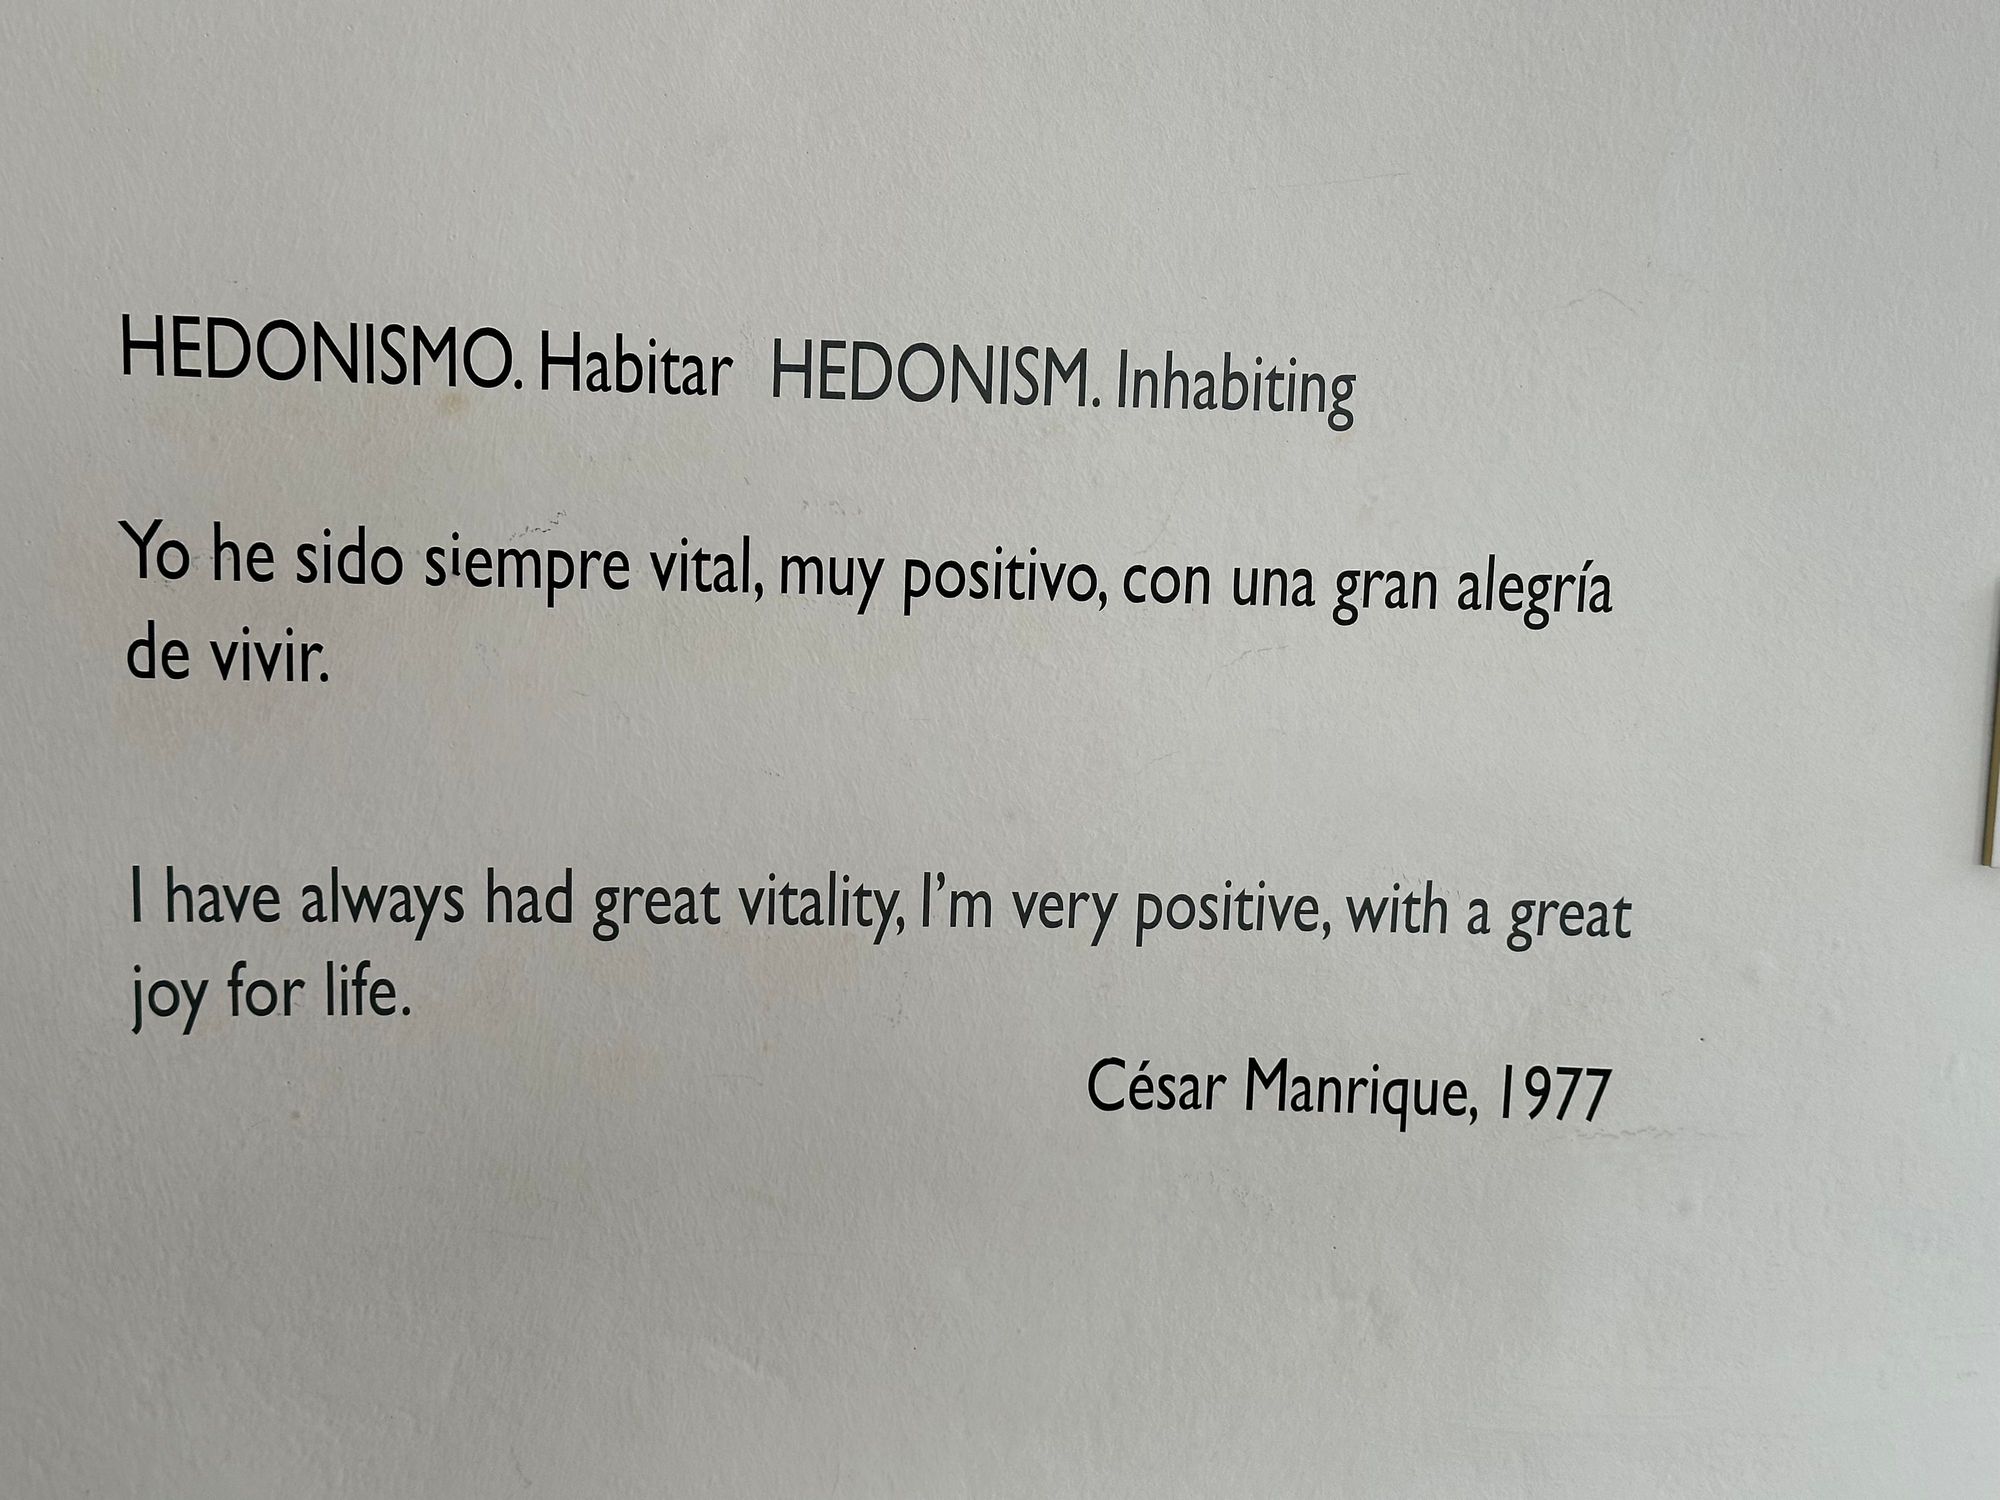 HEDONISMO. Habitar HEDONISM. Inhabiting
Yo he sido siempre vital, muy positivo, con una gran alegría
de vivir.
I have always had great vitality, I'm very positive, with a great
joy for life.
César Manrique, 1977